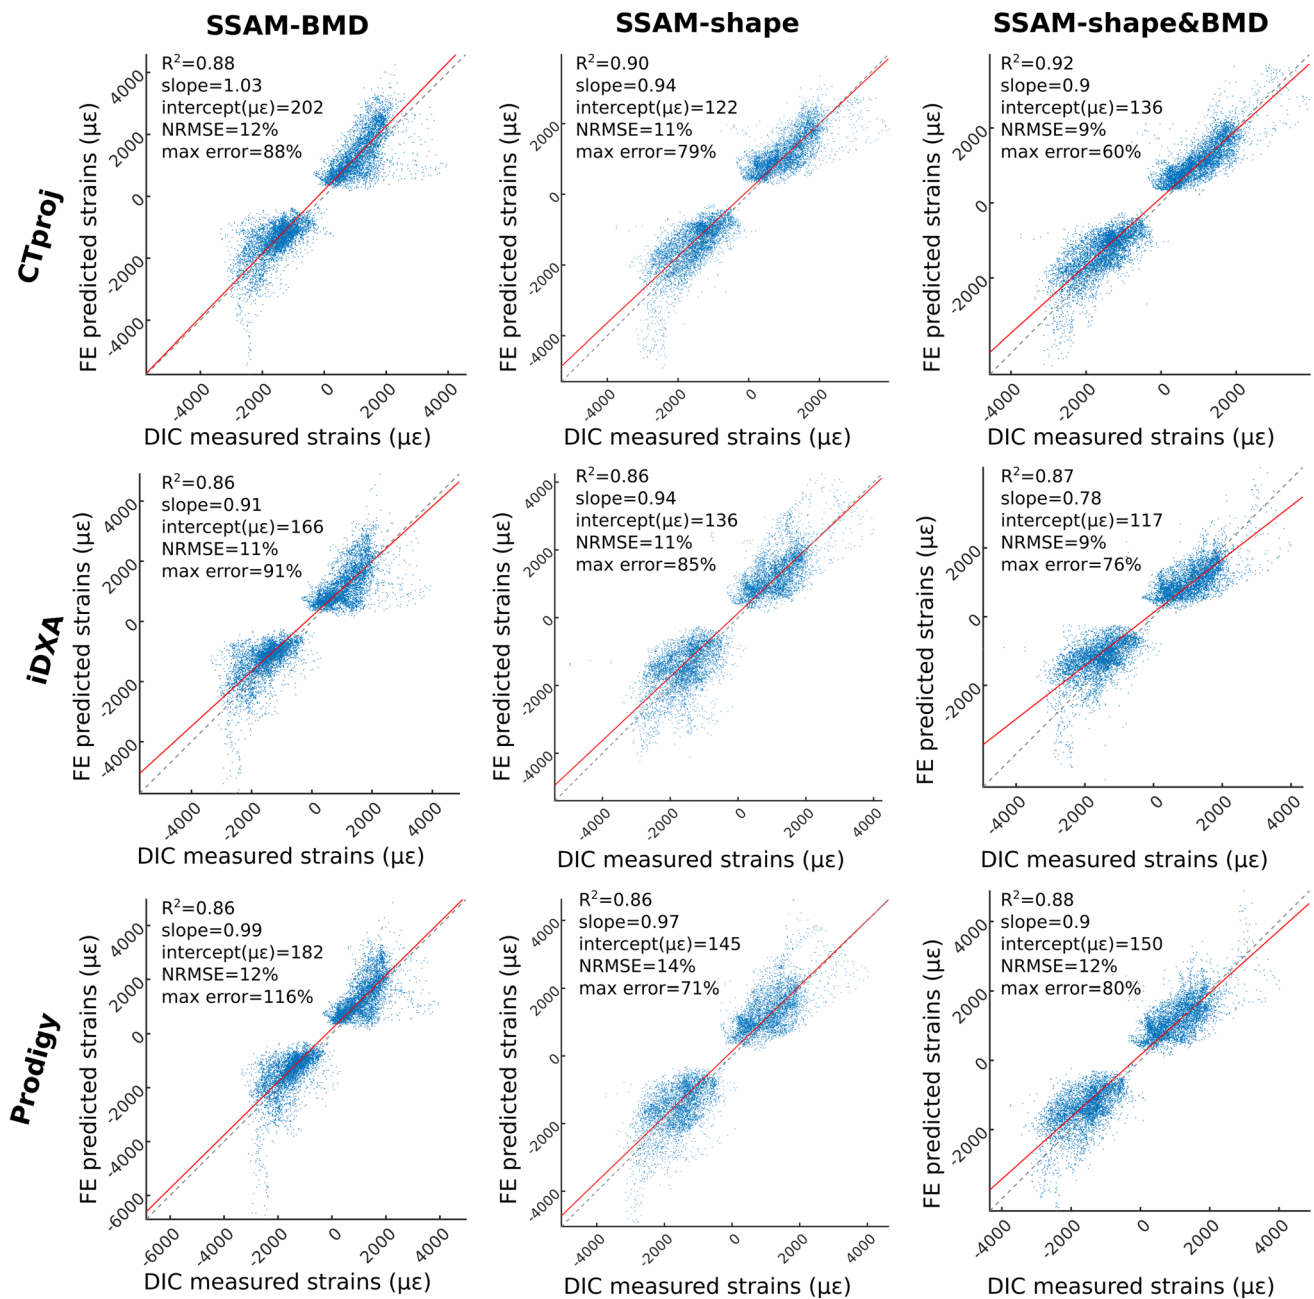 SSAM-BMD
SSAM-shape
SSAM-shape&BMD
CTproj
R²=0.88
slope=1.03
intercept(με)=202
NRMSE=12%
max error=88%
FE predicted strains (με)
4000
2000
0
-2000
-4000
-4000
-2000
0
2000
4000
DIC measured strains (με)
R²=0.90
slope=0.94
intercept(με)=122
NRMSE=11%
max error=79%
FE predicted strains (με)
2000
0
-2000
-4000
-4000
-2000
0
2000
DIC measured strains (με)
R²=0.92
slope=0.9
intercept(με)=136
NRMSE=9%
max error=60%
FE predicted strains (με)
2000
0
-2000
-4000
-2000
0
2000
DIC measured strains (με)
iDXA
R²=0.86
slope=0.91
intercept(με)=166
NRMSE=11%
max error=91%
FE predicted strains (με)
4000
2000
0
-2000
-4000
-4000
-2000
0
2000
4000
DIC measured strains (με)
R²=0.86
slope=0.94
intercept(με)=136
NRMSE=11%
max error=85%
FE predicted strains (με)
4000
2000
0
-2000
-4000
-4000
-2000
0
2000
4000
DIC measured strains (με)
R²=0.87
slope=0.78
intercept(με)=117
NRMSE=9%
max error=76%
FE predicted strains (με)
2000
0
-2000
-4000
-2000
0
2000
4000
DIC measured strains (με)
Prodigy
R²=0.86
slope=0.99
intercept(με)=182
NRMSE=12%
max error=116%
FE predicted strains (με)
4000
2000
0
-2000
-4000
-6000
-6000
-4000
-2000
0
2000
4000
DIC measured strains (με)
R²=0.86
slope=0.97
intercept(με)=145
NRMSE=14%
max error=71%
FE predicted strains (με)
4000
2000
0
-2000
-4000
-4000
-2000
0
2000
4000
DIC measured strains (με)
R²=0.88
slope=0.9
intercept(με)=150
NRMSE=12%
max error=80%
FE predicted strains (με)
4000
2000
0
-2000
-4000
-2000
0
2000
4000
DIC measured strains (με)